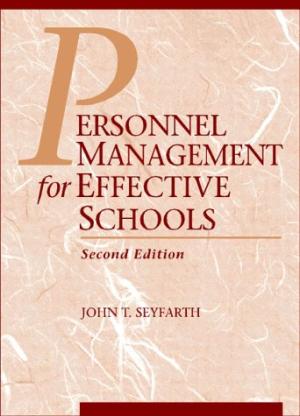 PERSONNEL
MANAGEMENT
for EFFECTIVE
SCHOOLS
Second Edition
JOHN T. SEYFARTH